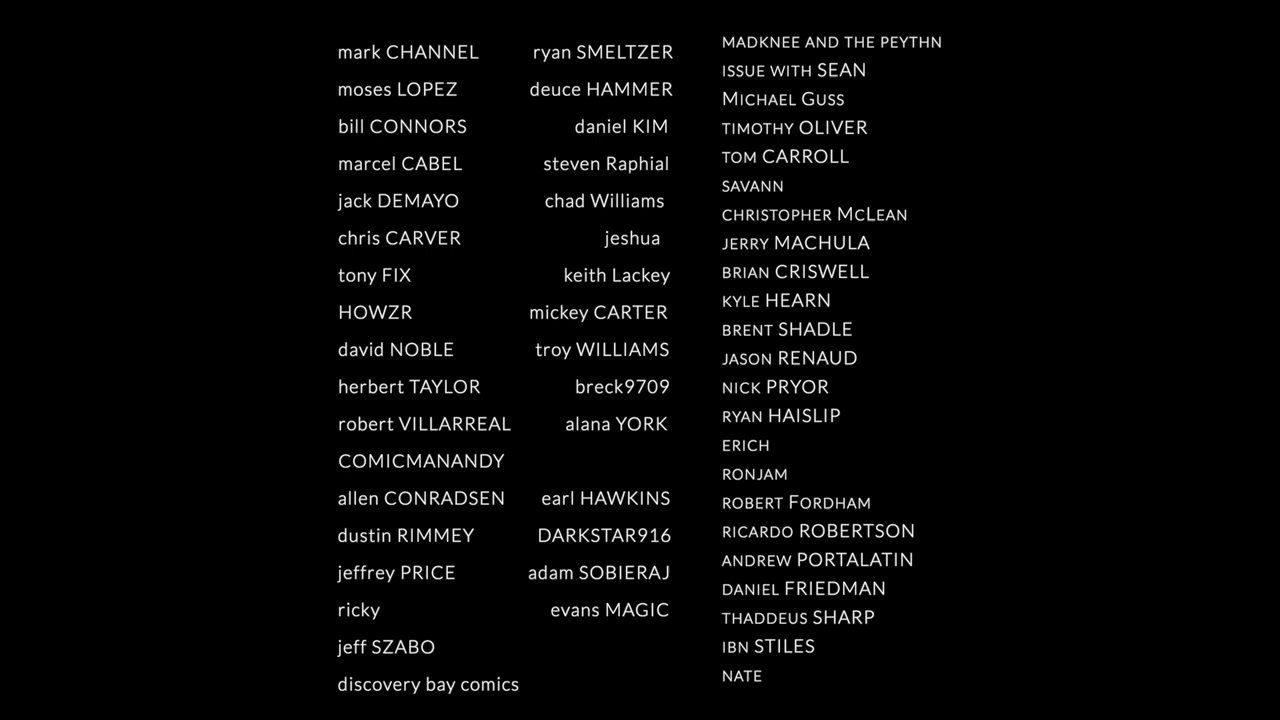 mark CHANNEL
moses LOPEZ
bill CONNORS
marcel CABEL
jack DEMAYO
chris CARVER
tony FIX
HOWZR
david NOBLE
herbert TAYLOR
robert VILLARREAL
COMICMANANDY
allen CONRADSEN
dustin RIMMEY
jeffrey PRICE
ricky
jeff SZABO
discovery bay comics
ryan SMELTZER
deuce HAMMER
daniel KIM
steven Raphial
chad Williams
jeshua
keith Lackey
mickey CARTER
troy WILLIAMS
breck9709
alana YORK
earl HAWKINS
DARKSTAR916
adam SOBIERAJ
evans MAGIC
MADKNEE AND THE PEYTHN
ISSUE WITH SEAN
MICHAEL GUSS
TIMOTHY OLIVER
TOM CARROLL
SAVANN
CHRISTOPHER MCLEAN
JERRY MACHULA
BRIAN CRISWELL
KYLE HEARN
BRENT SHADLE
JASON RENAUD
NICK PRYOR
RYAN HAISLIP
ERICH
RONJAM
ROBERT FORDHAM
RICARDO ROBERTSON
ANDREW PORTALATIN
DANIEL FRIEDMAN
THADDEUS SHARP
IBN STILES
NATE